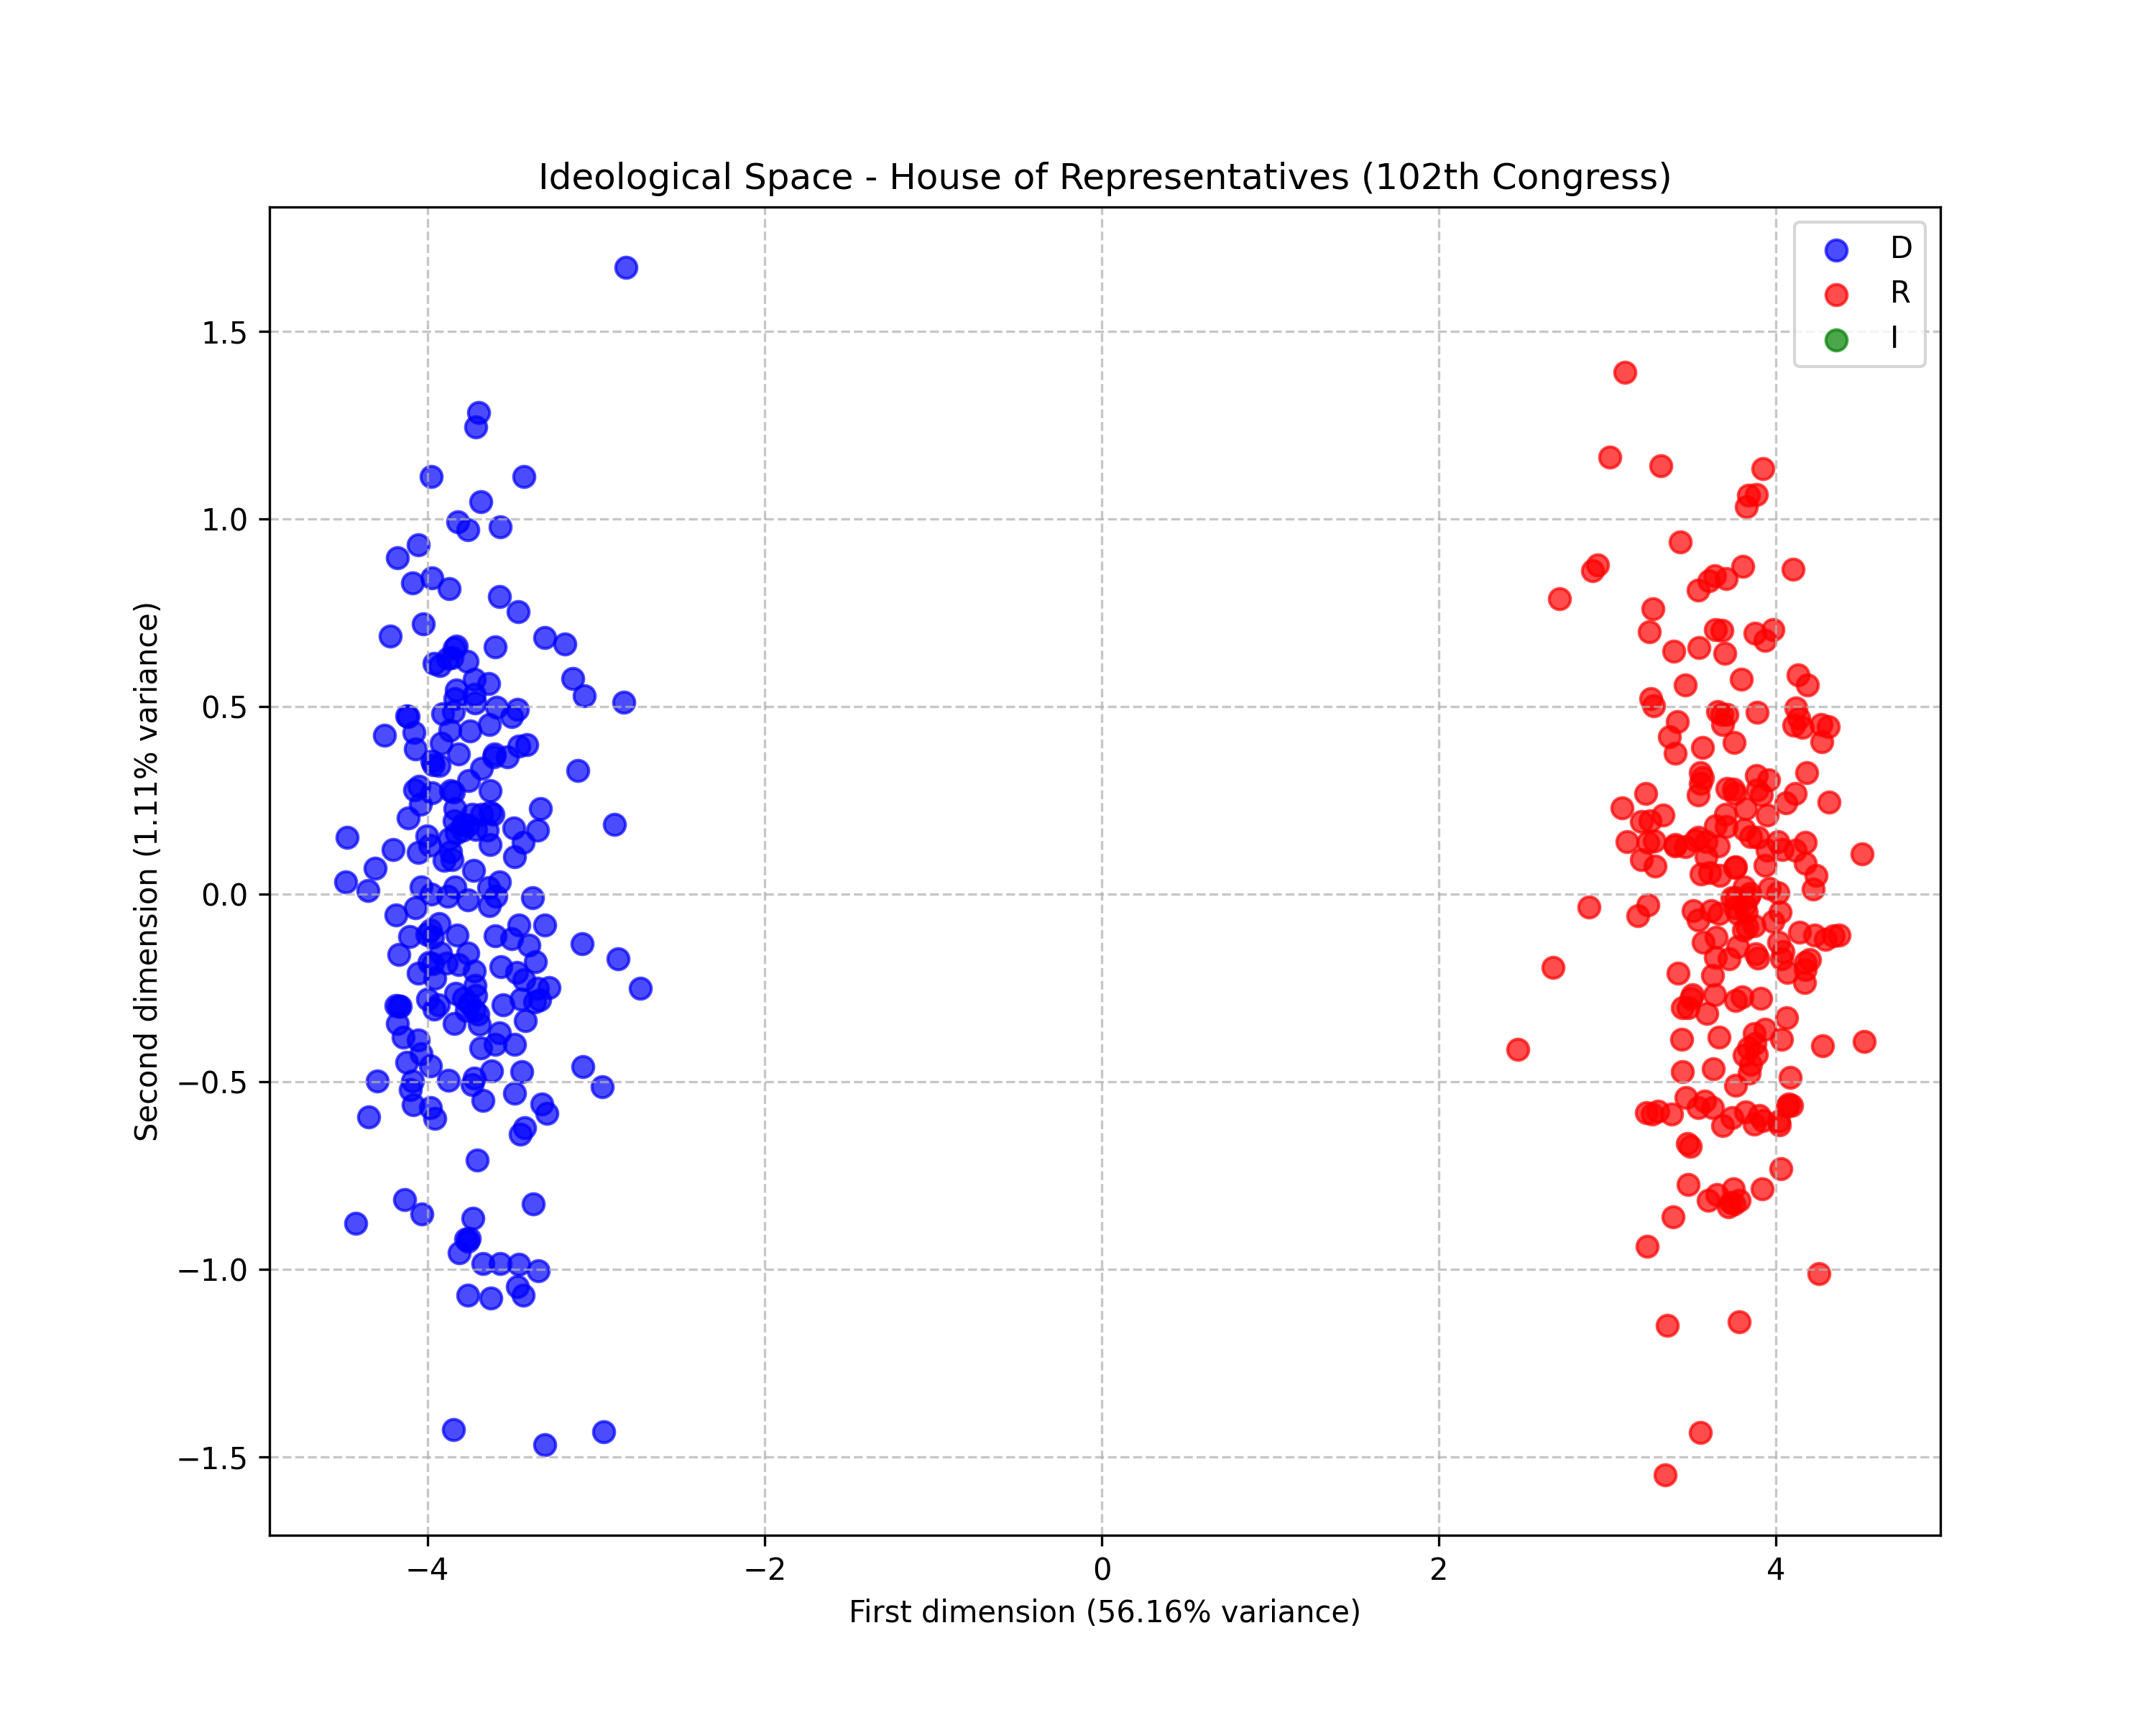 Ideological Space - House of Representatives (102th Congress)
D
R
I
1.5
1.0
0.5
0.0
−0.5
−1.0
−1.5
Second dimension (1.11% variance)
−4
−2
0
2
4
First dimension (56.16% variance)